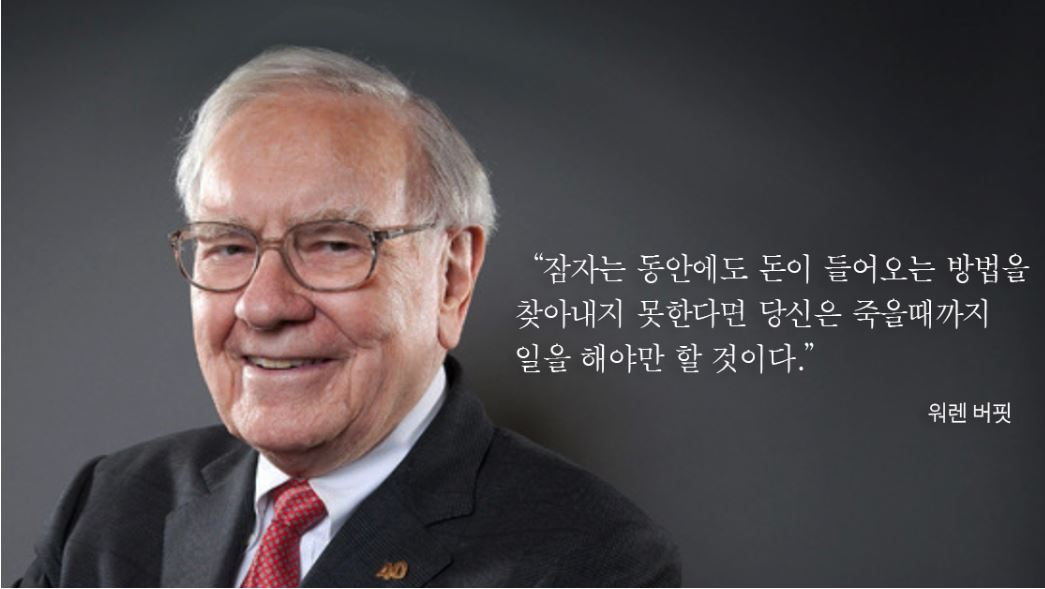 “잠자는 동안에도 돈이 들어오는 방법을
찾아내지 못한다면 당신은 죽을때까지
일을 해야만 할 것이다.”
워렌 버핏
40